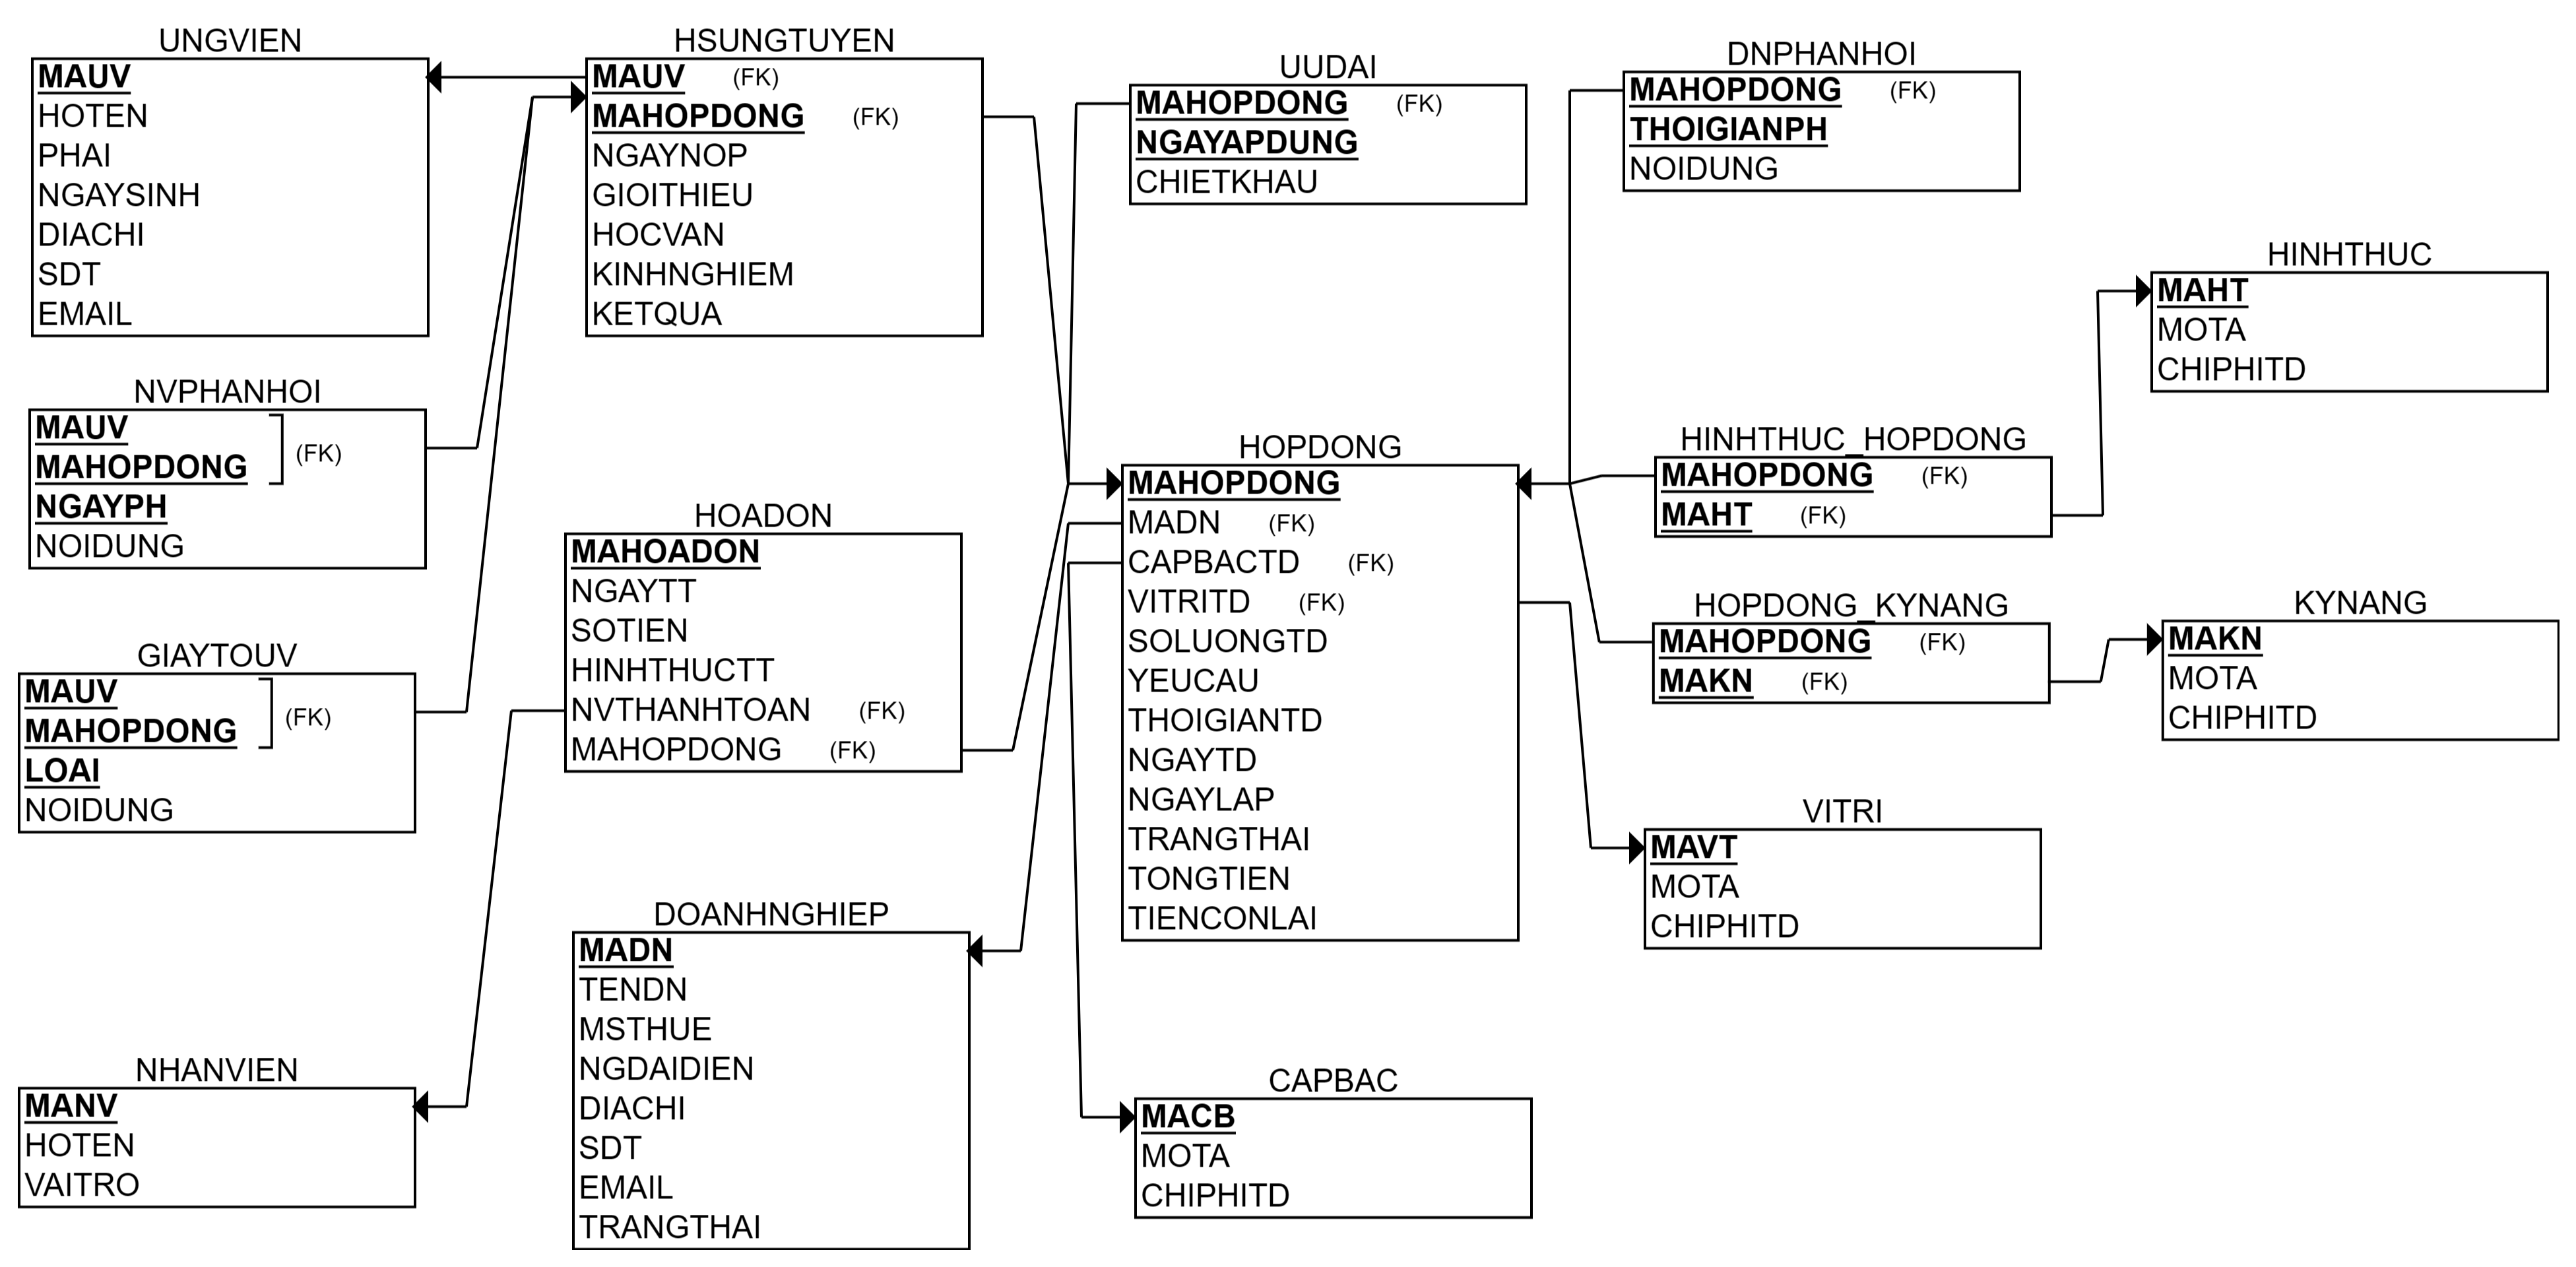 UNGVIEN
MAUV
HOTEN
PHAI
NGAYSINH
DIACHI
SDT
EMAIL
HSUNGTUYEN
MAUV (FK)
MAHOPDONG (FK)
NGAYNOP
GIOITHIEU
HOCVAN
KINHNGHIEM
KETQUA
UUDAI
MAHOPDONG (FK)
NGAYAPDUNG
CHIETKHAU
DNPHANHOI
MAHOPDONG (FK)
THOIGIANPH
NOIDUNG
HINHTHUC
MAHT
MOTA
CHIPHITD
NVPHANHOI
MAUV
MAHOPDONG
(FK)
NGAYPH
NOIDUNG
HOADON
MAHOADON
NGAYTT
SOTIEN
HINHTHUCTT
NVTHANHTOAN (FK)
MAHOPDONG (FK)
HOPDONG
MAHOPDONG
MADN (FK)
CAPBACTD (FK)
VITRITD (FK)
SOLUONGTD
YEUCAU
THOIGIANTD
NGAYTD
NGAYLAP
TRANGTHAI
TONGTIEN
TIENCONLAI
HINHTHUC_HOPDONG
MAHOPDONG (FK)
MAHT (FK)
HOPDONG_KYNANG
MAHOPDONG (FK)
MAKN (FK)
KYNANG
MAKN
MOTA
CHIPHITD
GIAYTOUV
MAUV
MAHOPDONG
(FK)
LOAI
NOIDUNG
VITRI
MAVT
MOTA
CHIPHITD
DOANHNGHIEP
MADN
TENDN
MSTHUE
NGDAIDIEN
DIACHI
SDT
EMAIL
TRANGTHAI
NHANVIEN
MANV
HOTEN
VAITRO
CAPBAC
MACB
MOTA
CHIPHITD